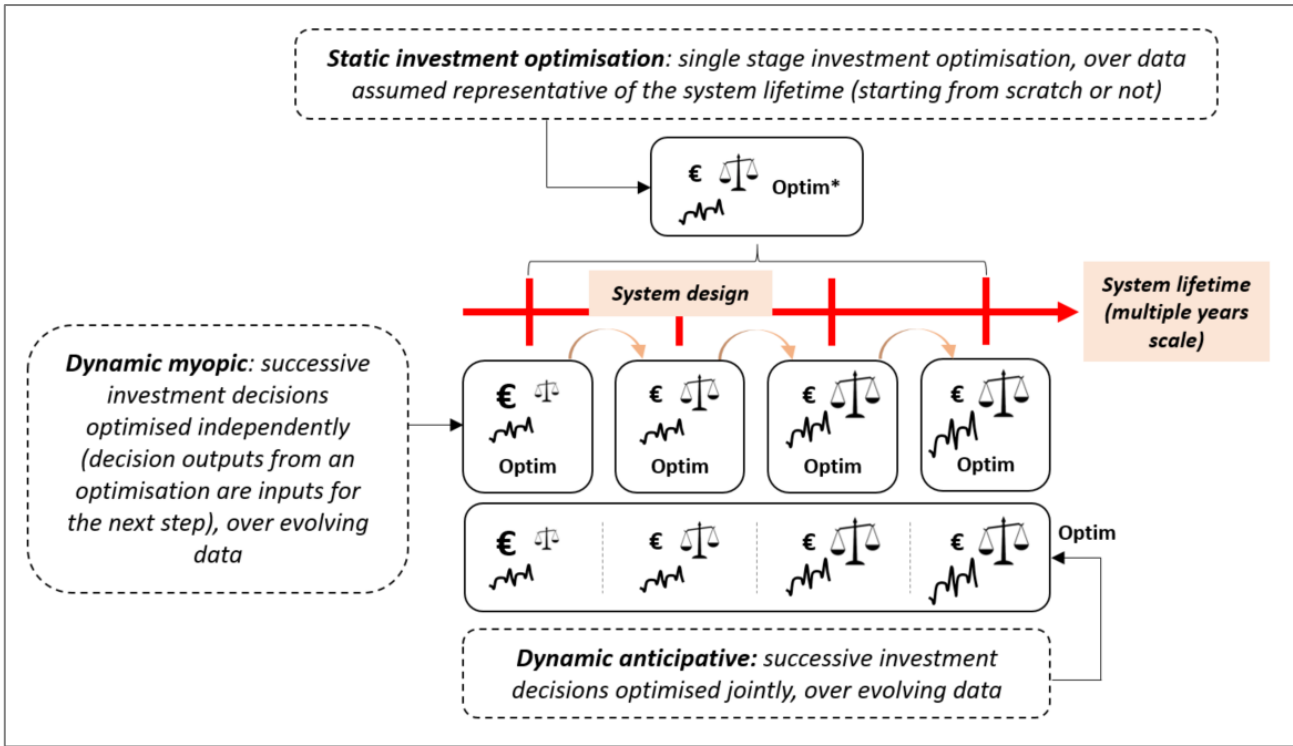 Static investment optimisation: single stage investment optimisation, over data
assumed representative of the system lifetime (starting from scratch or not)
€
Optim*
System design
System lifetime
(multiple years
scale)
Dynamic myopic: successive
investment decisions
optimised independently
(decision outputs from an
optimisation are inputs for
the next step), over evolving
data
€
Optim
€
Optim
€
Optim
€
Optim
€ € € €
Optim
Dynamic anticipative: successive investment
decisions optimised jointly, over evolving data